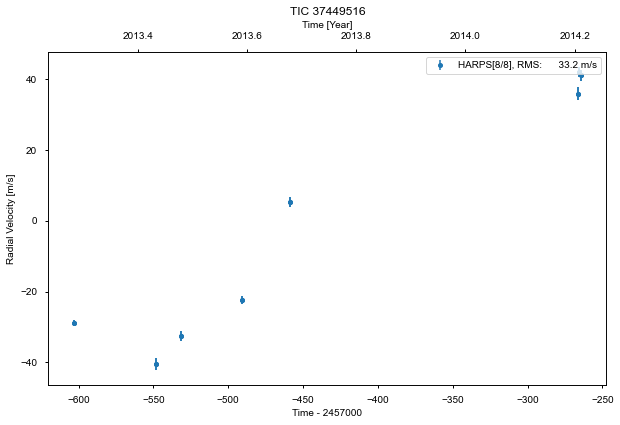 TIC 37449516
Time [Year]
2013.4 2013.6 2013.8 2014.0 2014.2
HARPS[8/8], RMS: 33.2 m/s
Radial Velocity [m/s]
40
20
0
−20
−40
−600 −550 −500 −450 −400 −350 −300 −250
Time - 2457000